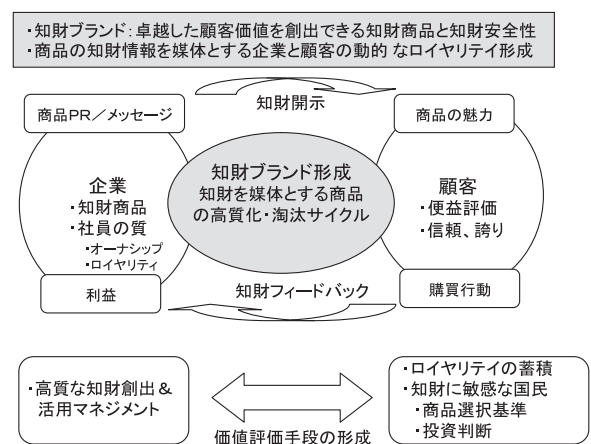 ・知財ブランド:卓越した顧客価値を創出できる知財商品と知財安全性
・商品の知財情報を媒体とする企業と顧客の動的なロイヤリテイ形成
商品PR／メッセージ
知財開示
商品の魅力
知財ブランド形成
知財を媒体とする商品
の高質化・淘汰サイクル
企業
・知財商品
・社員の質
・オーナシップ
・ロイヤリティ
顧客
・便益評価
・信頼、誇り
利益
知財フィードバック
購買行動
・高質な知財創出＆
活用マネジメント
価値評価手段の形成
・ロイヤリテイの蓄積
・知財に敏感な国民
・商品選択基準
・投資判断